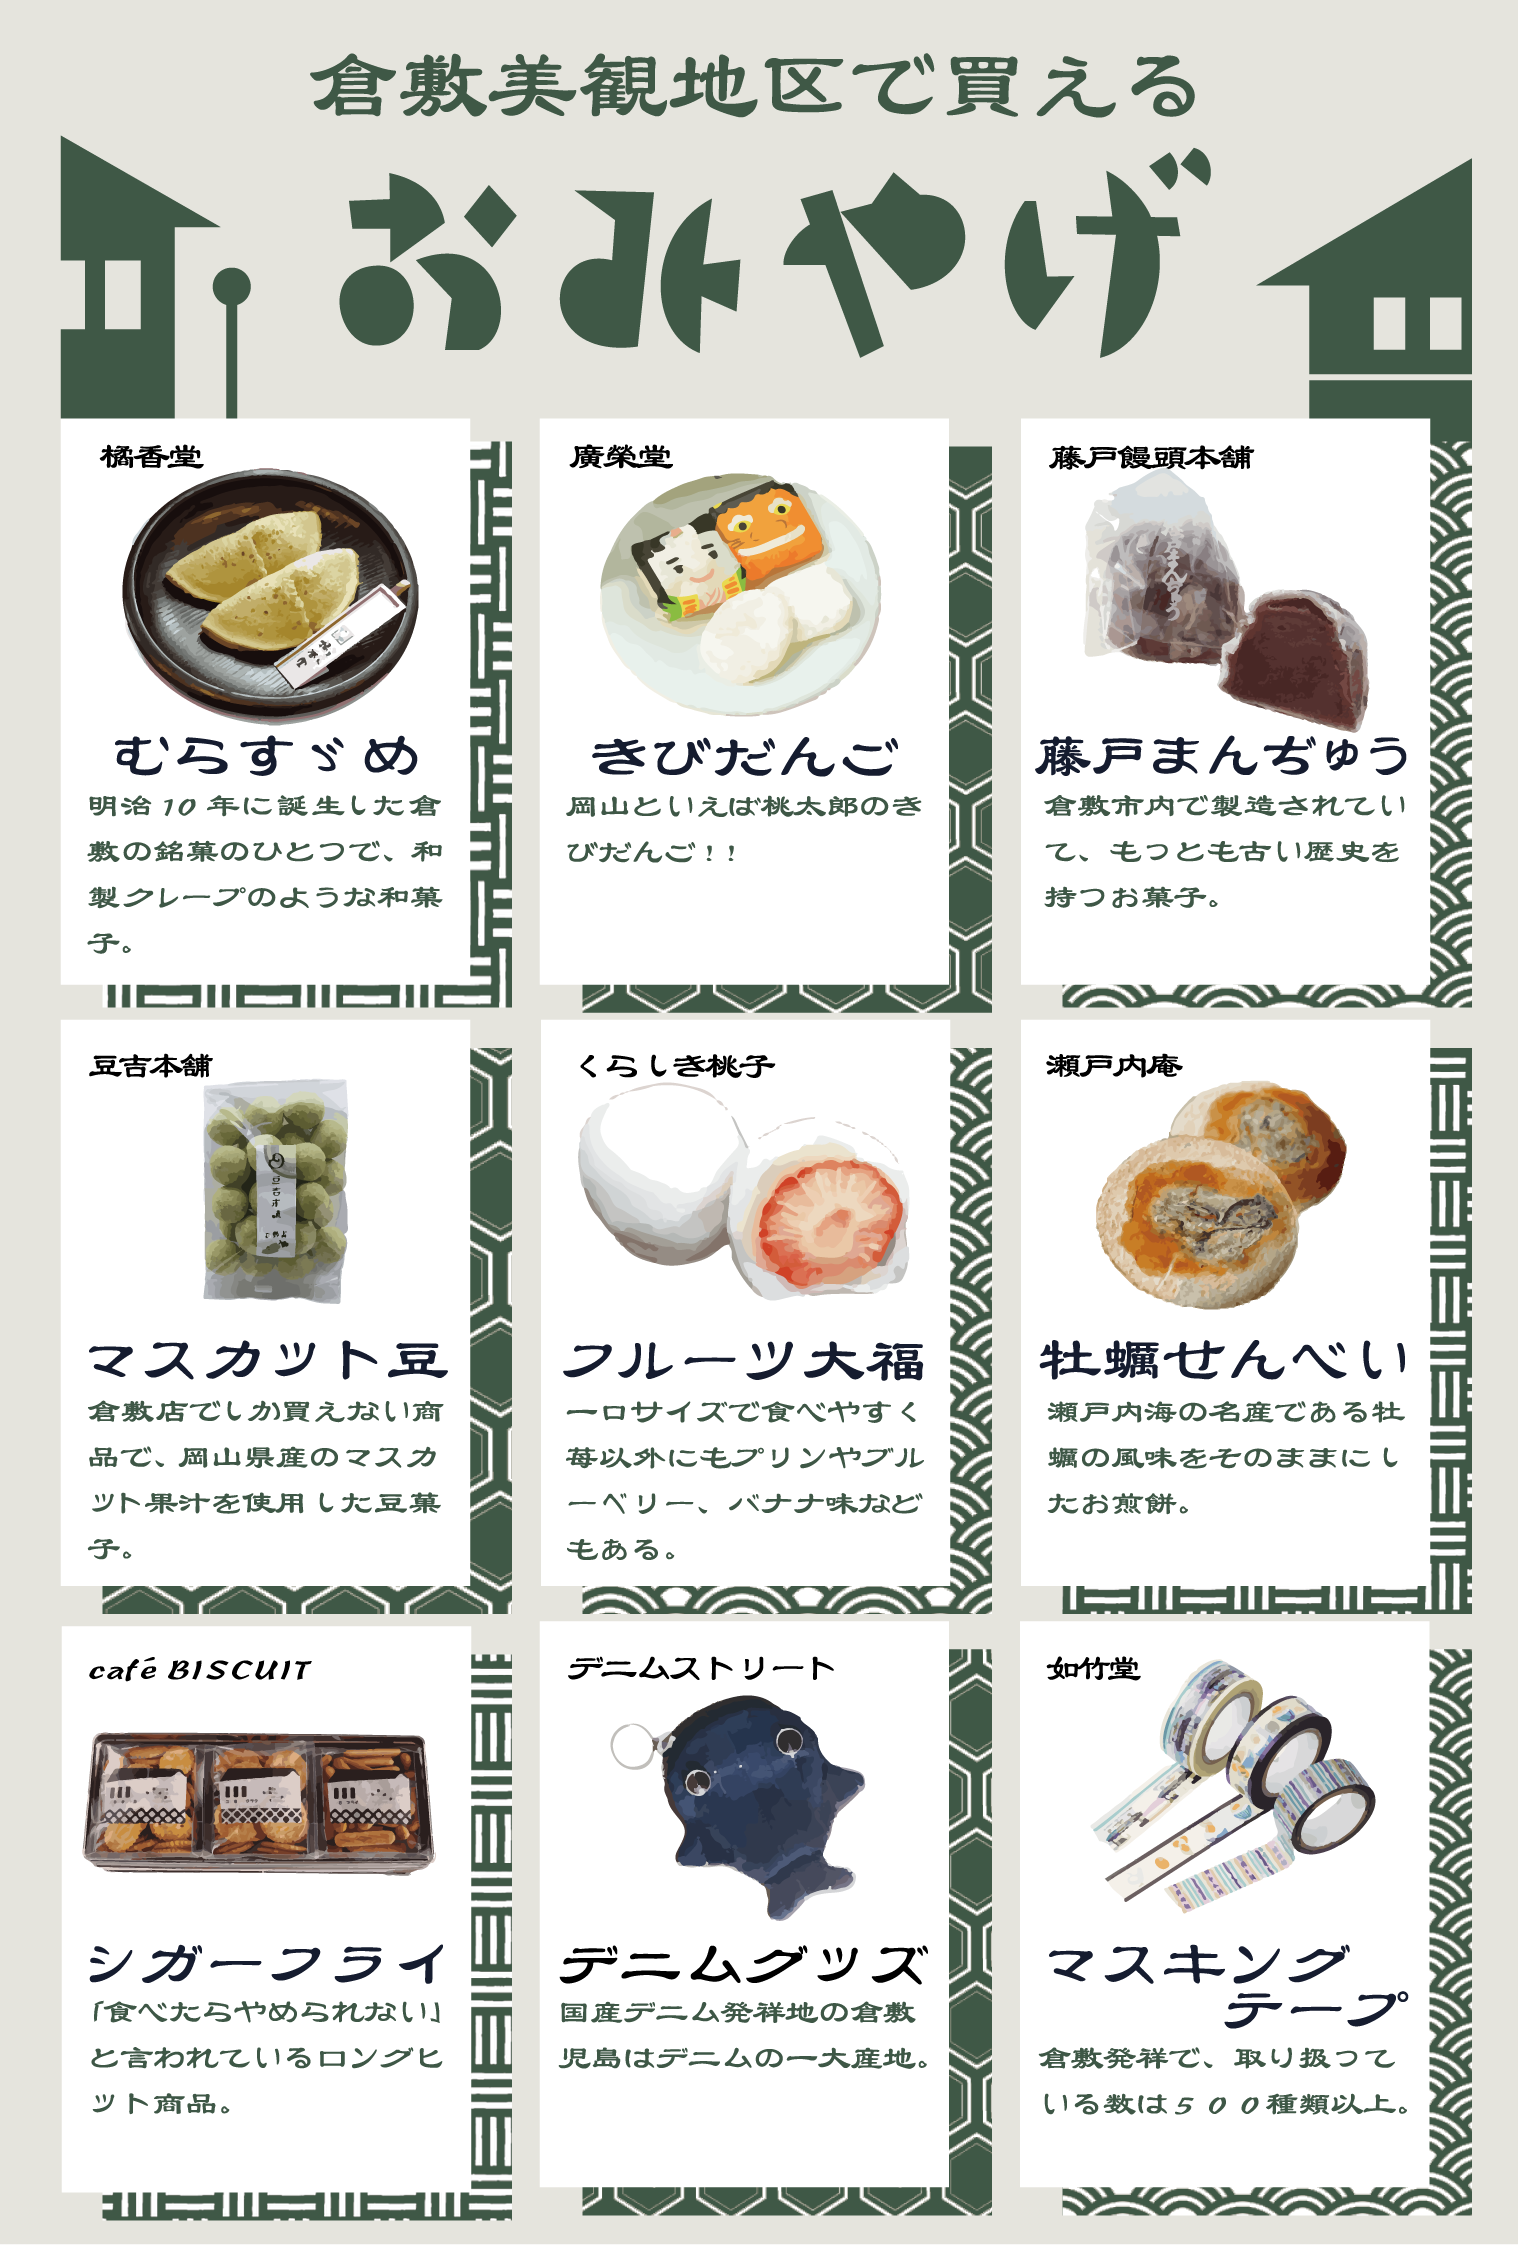 倉敷美観地区で買える
おみやげ
橘香堂
むらすゞめ
明治10年に誕生した倉
敷の銘菓のひとつで、和
製クレープのような和菓
子。
廣榮堂
きびだんご
岡山といえば桃太郎のき
びだんご！！
藤戸饅頭本舗
藤戸まんぢゅう
倉敷市内で製造されてい
て、もっとも古い歴史を
持つお菓子。
豆吉本舗
マスカット豆
倉敷店でしか買えない商
品で、岡山県産のマスカ
ット果汁を使用した豆菓
子。
くらしき桃子
フルーツ大福
一口サイズで食べやすく
苺以外にもプリンやブル
ーベリー、バナナ味など
もある。
瀬戸内庵
牡蠣せんべい
瀬戸内海の名産である牡
蠣の風味をそのままにし
たお煎餅。
café BISCUIT
シガーフライ
「食べたらやめられない」
と言われているロングヒ
ット商品。
デニムストリート
デニムグッズ
国産デニム発祥地の倉敷
児島はデニムの一大産地。
如竹堂
マスキング
テープ
倉敷発祥で、取り扱って
いる数は５００種類以上。